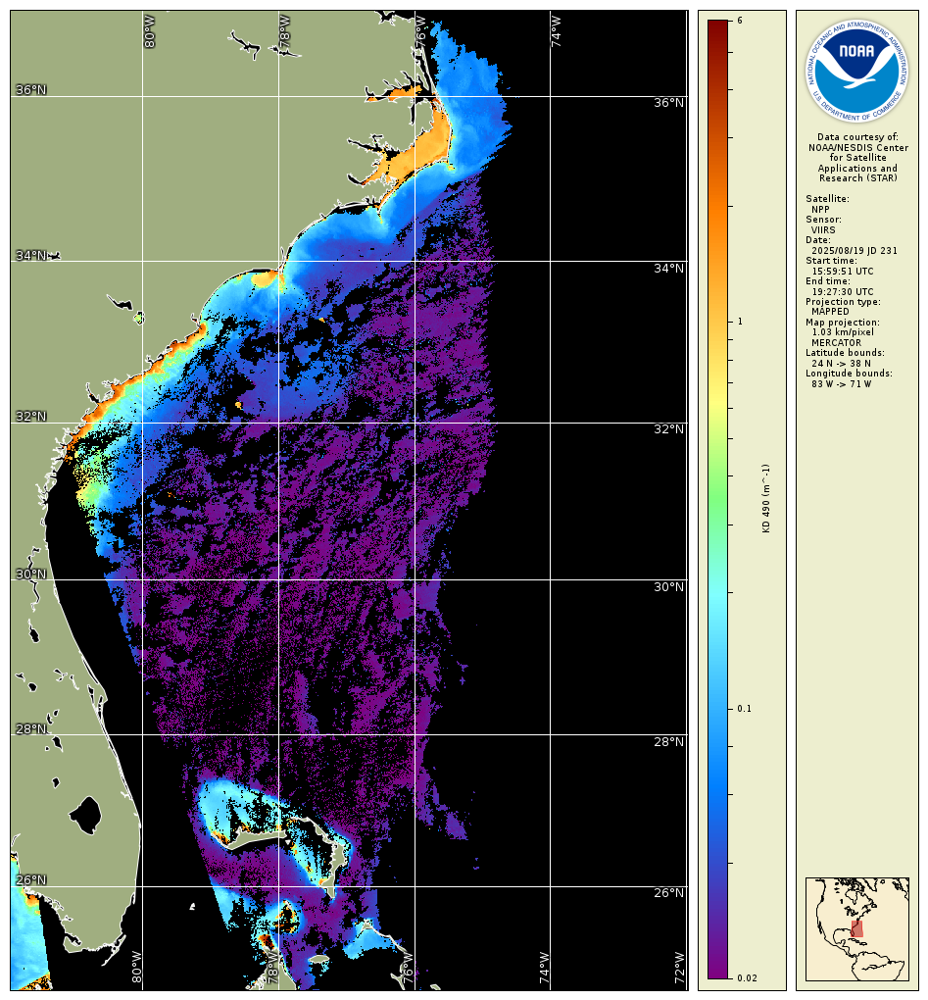 80°W
78°W
76°W
74°W
36°N
36°N
34°N
34°N
32°N
32°N
30°N
30°N
28°N
28°N
26°N
26°N
80°W
78°W
76°W
74°W
72°W
6
1
0.1
0.02
KD 490 (m^-1)
NATIONAL OCEANIC AND ATMOSPHERIC ADMINISTRATION
NOAA
U.S. DEPARTMENT OF COMMERCE
Data courtesy of:
NOAA/NESDIS Center
for Satellite
Applications and
Research (STAR)
Satellite:
NPP
Sensor:
VIIRS
Date:
2025/08/19 JD 231
Start time:
15:59:51 UTC
End time:
19:27:30 UTC
Projection type:
MAPPED
Map projection:
1.03 km/pixel
MERCATOR
Latitude bounds:
24 N -> 38 N
Longitude bounds:
83 W -> 71 W